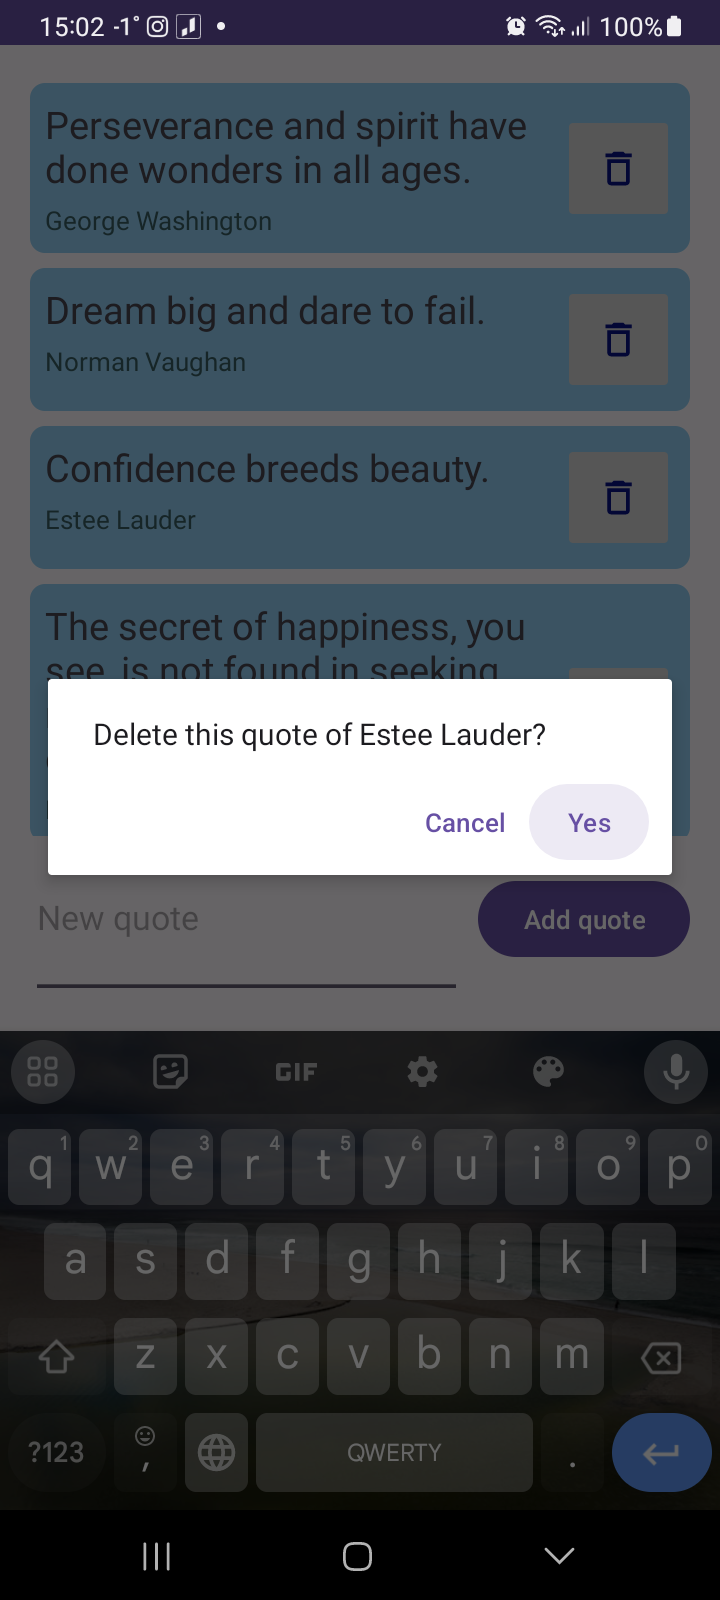 15:02 -1°
100%
Perseverance and spirit have
done wonders in all ages.
George Washington
Dream big and dare to fail.
Norman Vaughan
Confidence breeds beauty.
Estee Lauder
The secret of happiness, you
see, is not found in seeking
Delete this quote of Estee Lauder?
Cancel Yes
New quote
Add quote
GIF
1 2 3 4 5 6 7 8 9 0
q w e r t y u i o p
a s d f g h j k l
z x c v b n m
?123 , QWERTY .